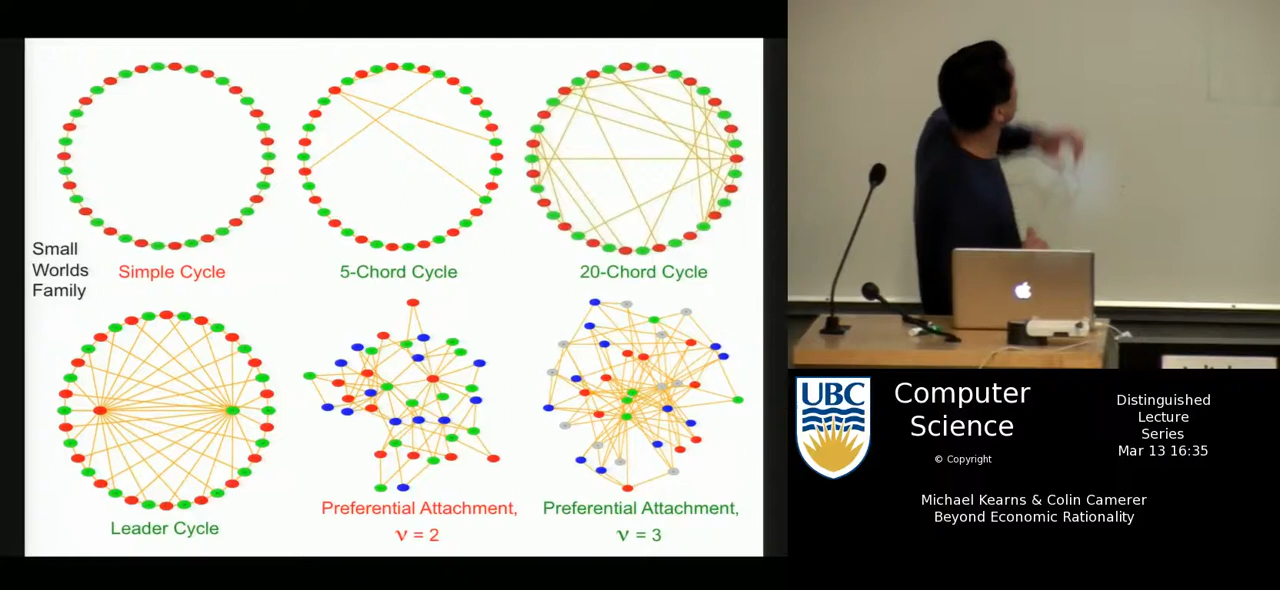 Small
Worlds
Family
Simple Cycle
5-Chord Cycle
20-Chord Cycle
Leader Cycle
Preferential Attachment,
ν = 2
Preferential Attachment,
ν = 3
UBC
Computer
Science
© Copyright
Distinguished
Lecture
Series
Mar 13 16:35
Michael Kearns & Colin Camerer
Beyond Economic Rationality